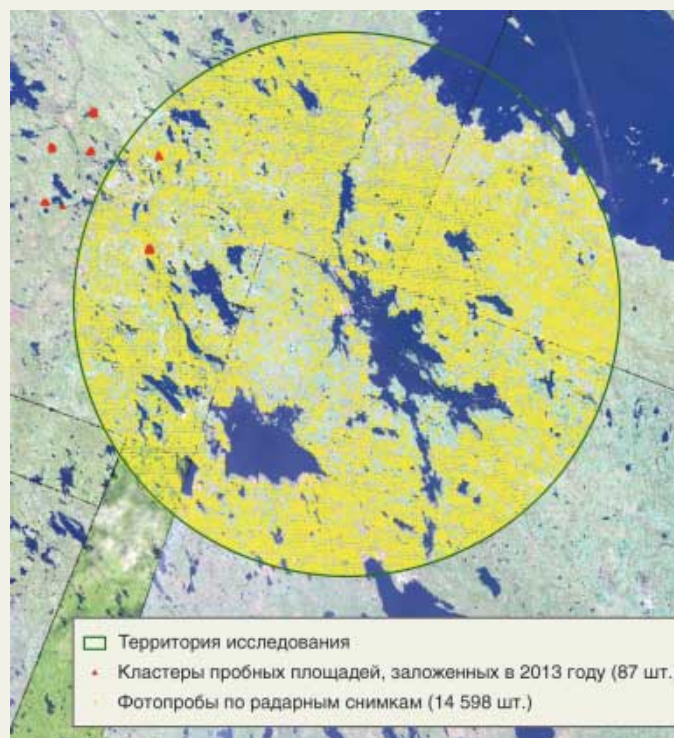 Территория исследования
Кластеры пробных площадей, заложенных в 2013 году (87 шт.
Фотопробы по радарным снимкам (14 598 шт.)